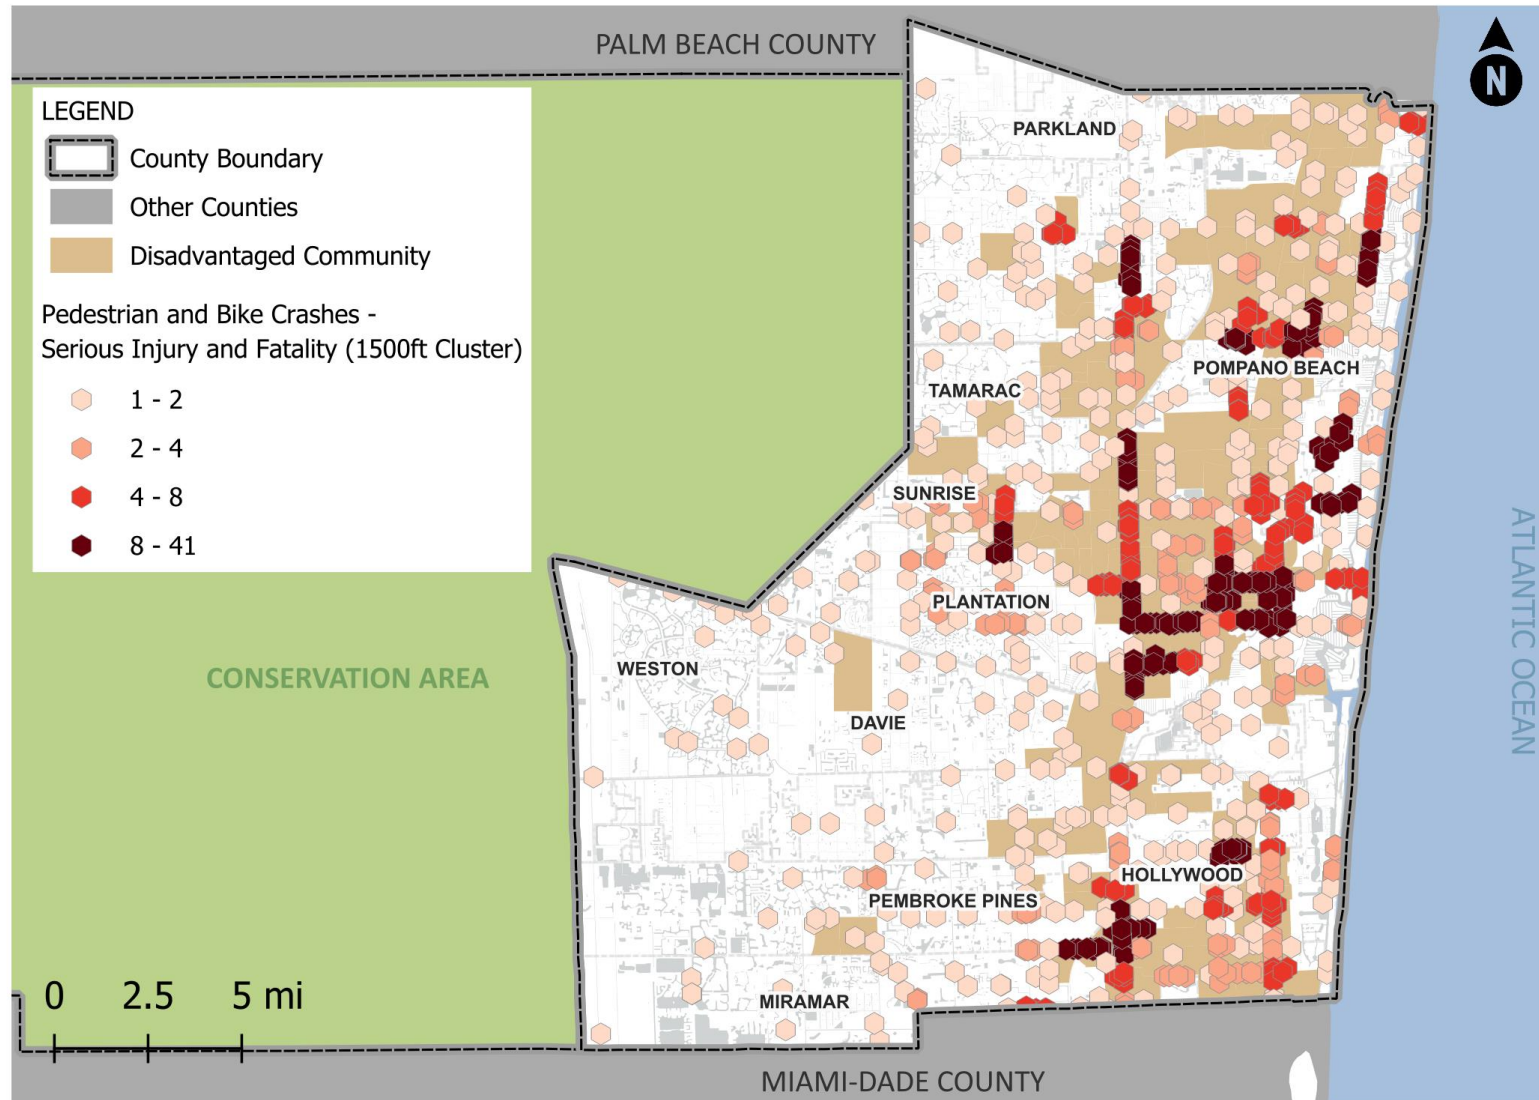 PALM BEACH COUNTY
N
LEGEND
County Boundary
Other Counties
Disadvantaged Community
Pedestrian and Bike Crashes -
Serious Injury and Fatality (1500ft Cluster)
1 - 2
2 - 4
4 - 8
8 - 41
PARKLAND
POMPANO BEACH
TAMARAC
SUNRISE
PLANTATION
WESTON
CONSERVATION AREA
DAVIE
ATLANTIC OCEAN
HOLLYWOOD
PEMBROKE PINES
MIRAMAR
0 2.5 5 mi
MIAMI-DADE COUNTY